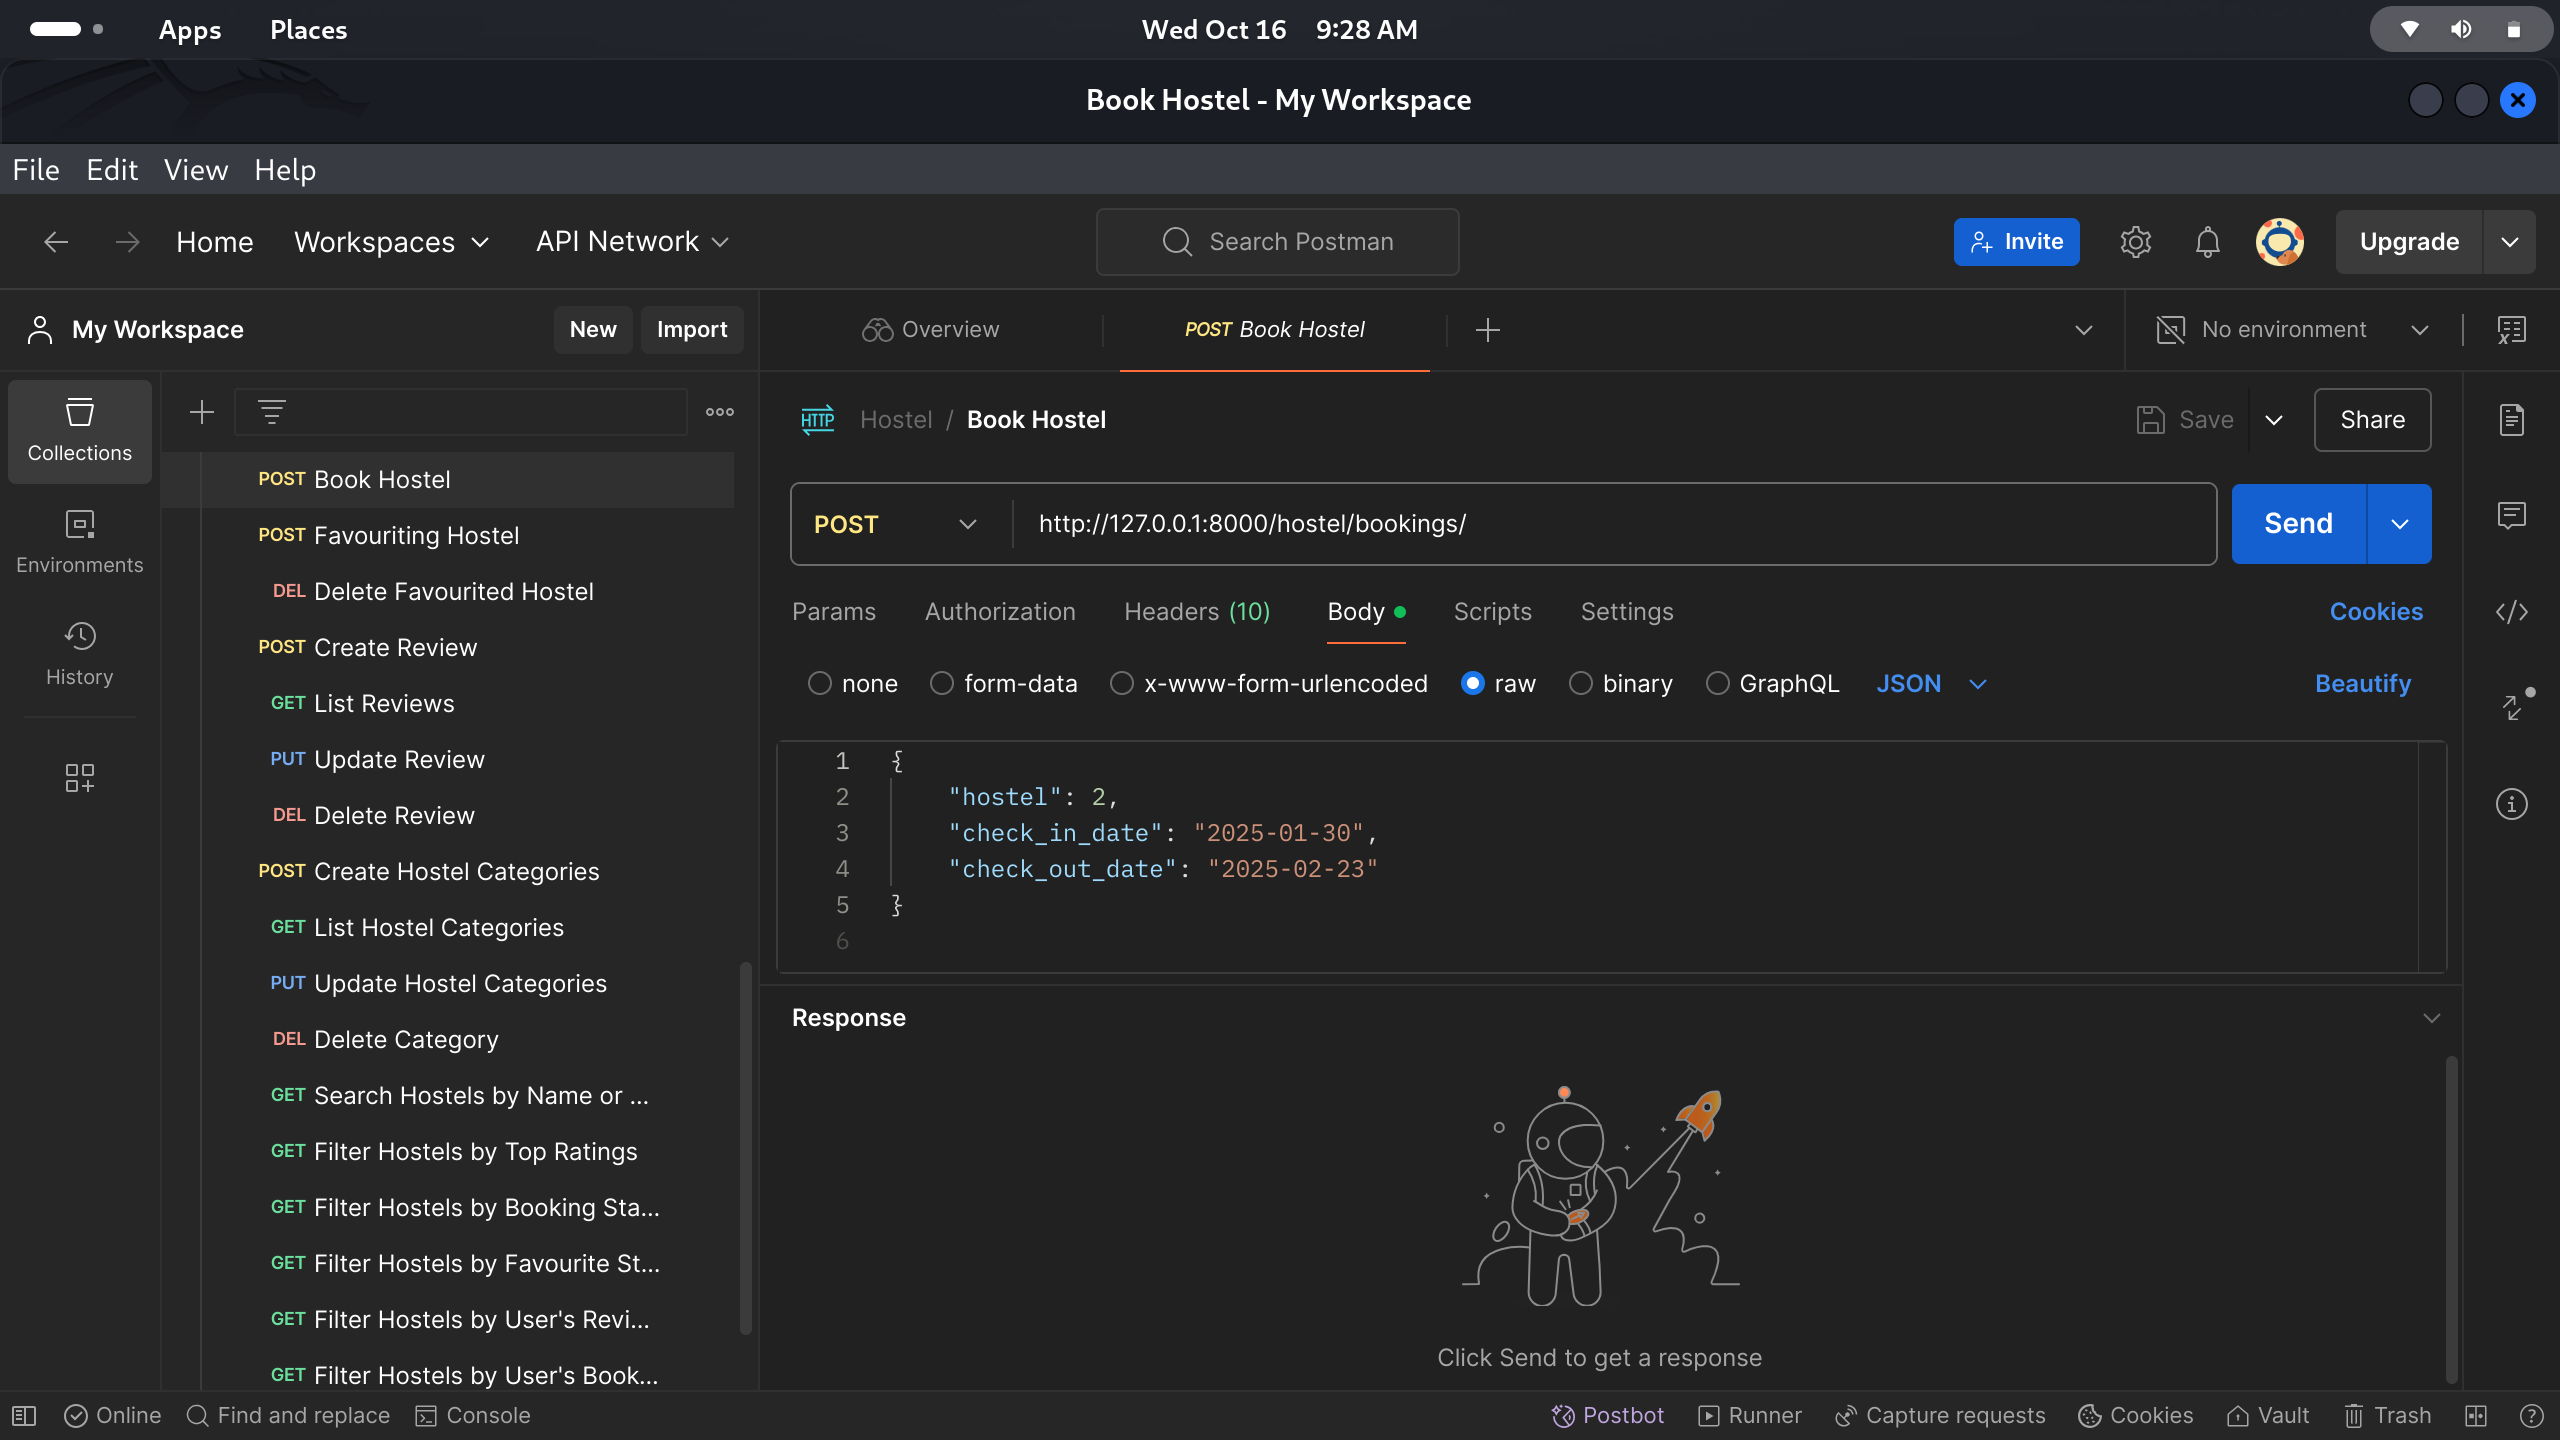 Apps Places Wed Oct 16 9:28 AM
Book Hostel - My Workspace
File Edit View Help
Home Workspaces API Network Search Postman Invite Upgrade
My Workspace New Import Overview POST Book Hostel No environment
Collections
Environments
History
POST Book Hostel
POST Favouriting Hostel
DEL Delete Favourited Hostel
POST Create Review
GET List Reviews
PUT Update Review
DEL Delete Review
POST Create Hostel Categories
GET List Hostel Categories
PUT Update Hostel Categories
DEL Delete Category
GET Search Hostels by Name or ...
GET Filter Hostels by Top Ratings
GET Filter Hostels by Booking Sta...
GET Filter Hostels by Favourite St...
GET Filter Hostels by User's Revi...
GET Filter Hostels by User's Book...
HTTP Hostel / Book Hostel Save Share
POST http://127.0.0.1:8000/hostel/bookings/ Send
Params Authorization Headers (10) Body Scripts Settings Cookies
none form-data x-www-form-urlencoded raw binary GraphQL JSON Beautify
1 {
2 "hostel": 2,
3 "check_in_date": "2025-01-30",
4 "check_out_date": "2025-02-23"
5 }
6
Response
Click Send to get a response
Online Find and replace Console Postbot Runner Capture requests Cookies Vault Trash